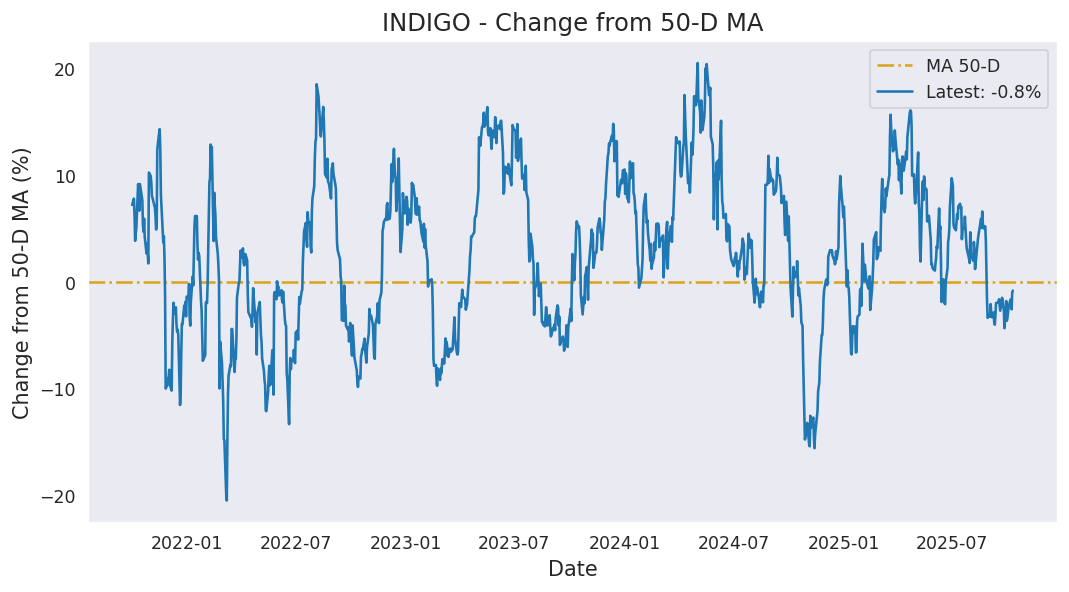 INDIGO - Change from 50-D MA
MA 50-D
Latest: -0.8%
Change from 50-D MA (%)
20
10
0
−10
−20
2022-01
2022-07
2023-01
2023-07
2024-01
2024-07
2025-01
2025-07
Date